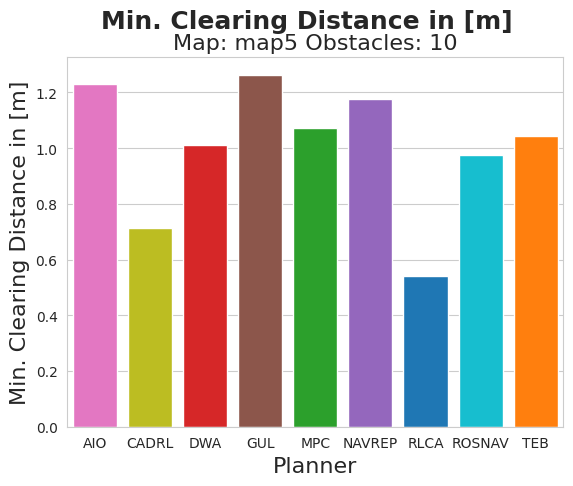 Min. Clearing Distance in [m]
Map: map5 Obstacles: 10
Min. Clearing Distance in [m]
1.2
1.0
0.8
0.6
0.4
0.2
0.0
AIO CADRL DWA GUL MPC NAVREP RLCA ROSNAV TEB
Planner